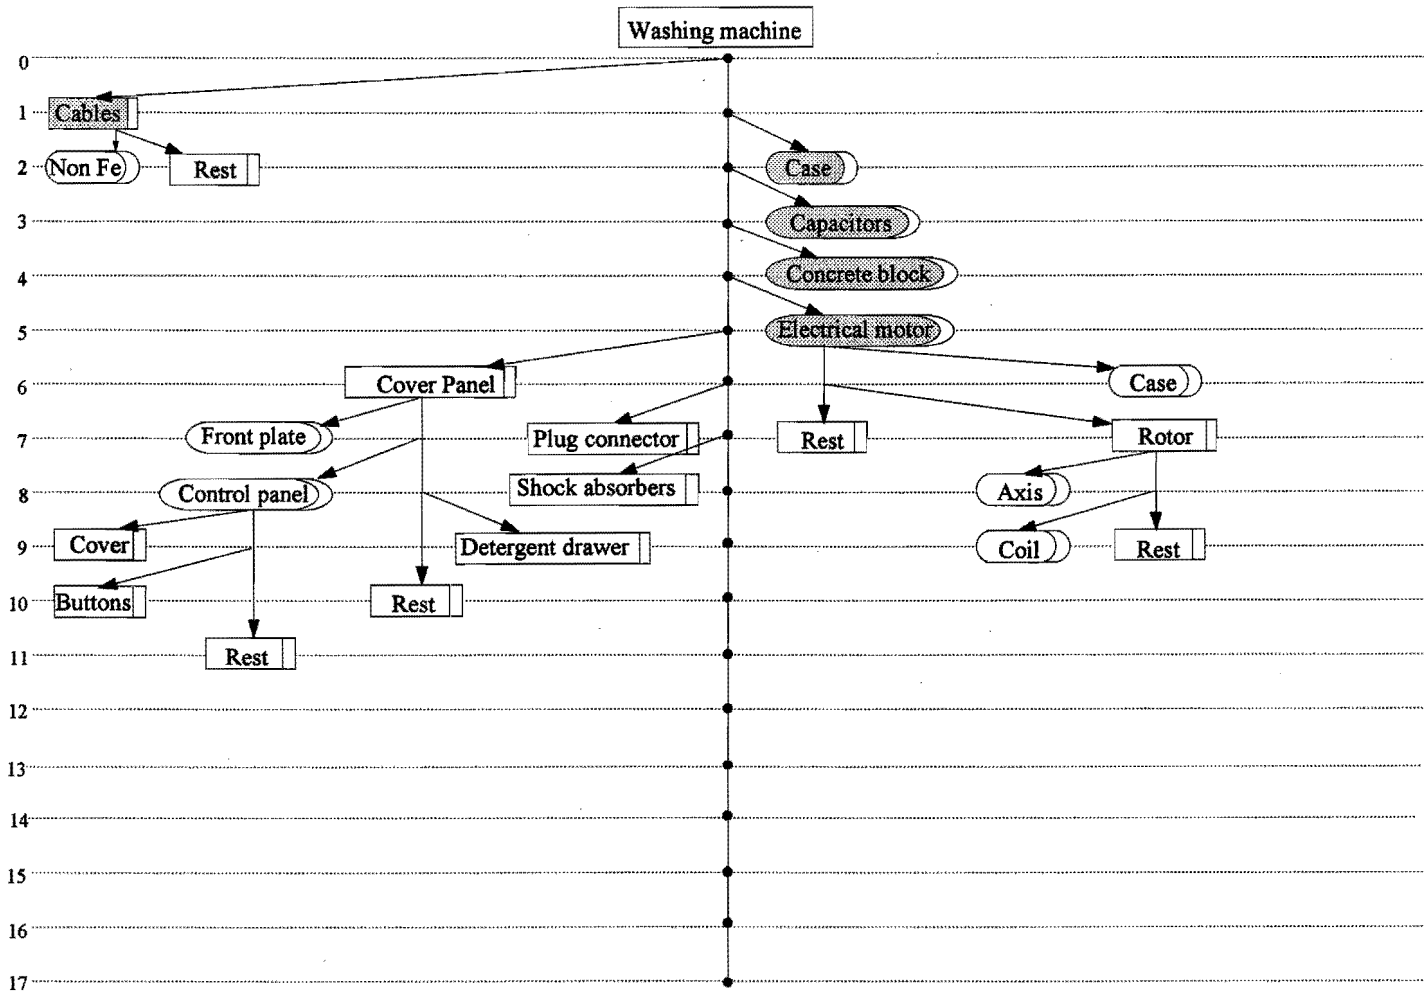 Washing machine
0
1 Cables
2 Non Fe Rest Case
3 Capacitors
4 Concrete block
5 Electrical motor
6 Cover Panel Case
7 Front plate Plug connector Rest Rotor
8 Control panel Shock absorbers Axis
9 Cover Detergent drawer Coil Rest
10 Buttons Rest
11 Rest
12
13
14
15
16
17